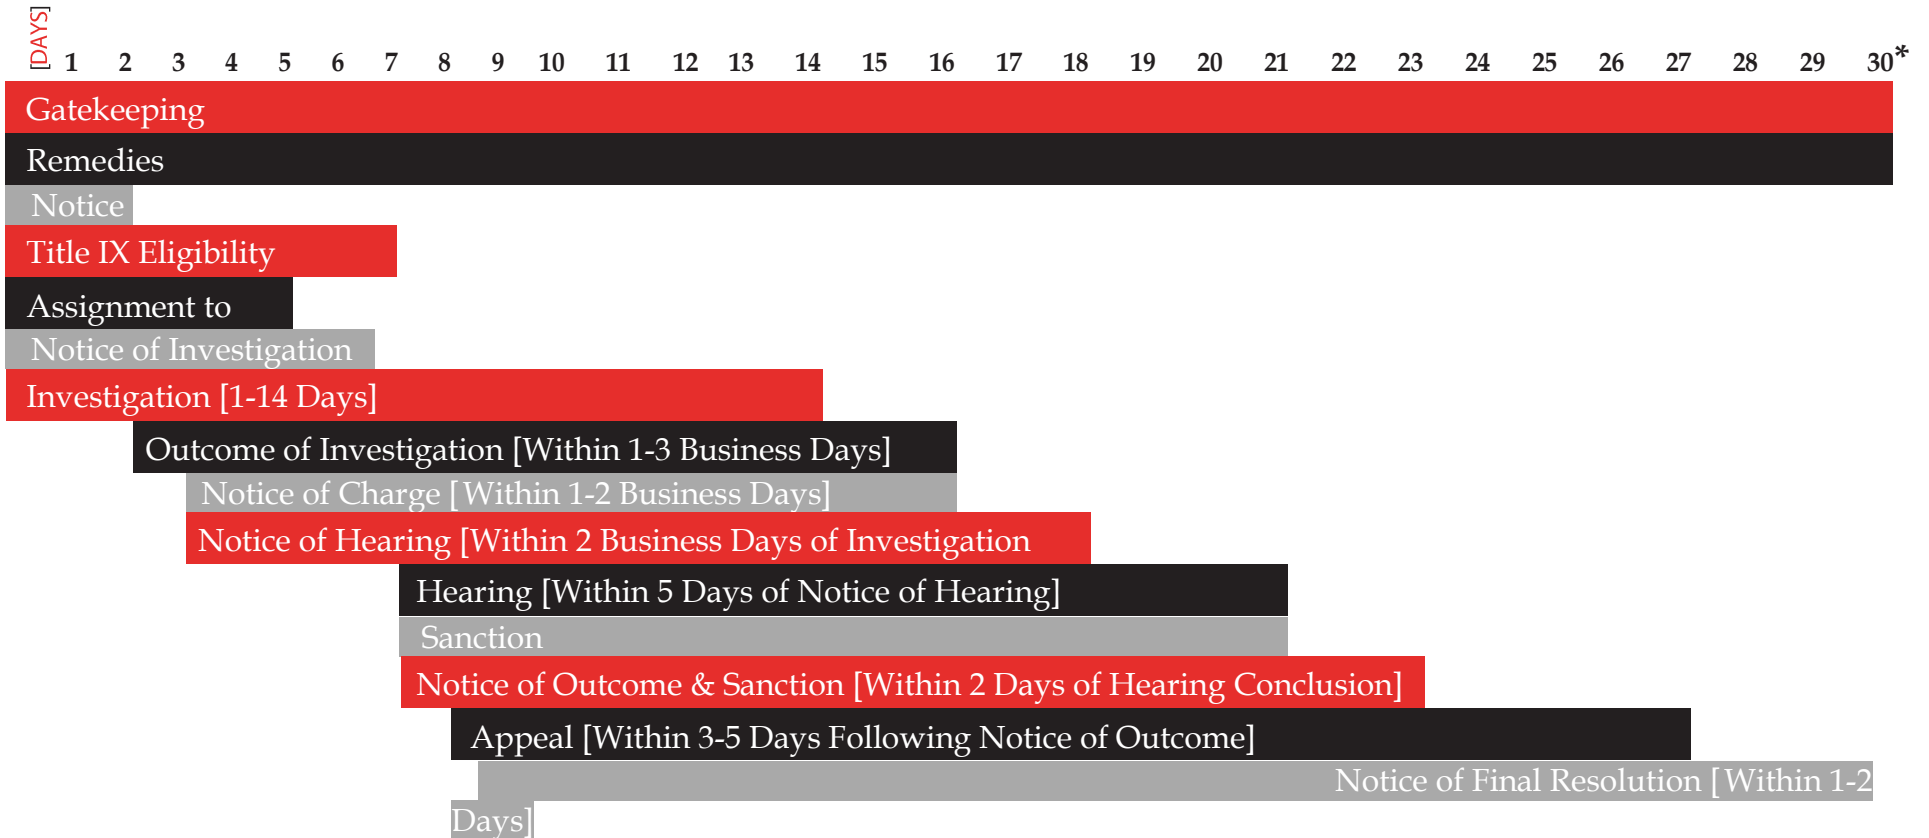 [DAYS] 1 2 3 4 5 6 7 8 9 10 11 12 13 14 15 16 17 18 19 20 21 22 23 24 25 26 27 28 29 30*
Gatekeeping
Remedies
Notice
Title IX Eligibility
Assignment to
Notice of Investigation
Investigation [1-14 Days]
Outcome of Investigation [Within 1-3 Business Days]
Notice of Charge [Within 1-2 Business Days]
Notice of Hearing [Within 2 Business Days of Investigation
Hearing [Within 5 Days of Notice of Hearing]
Sanction
Notice of Outcome & Sanction [Within 2 Days of Hearing Conclusion]
Appeal [Within 3-5 Days Following Notice of Outcome]
Notice of Final Resolution [Within 1-2
Days]